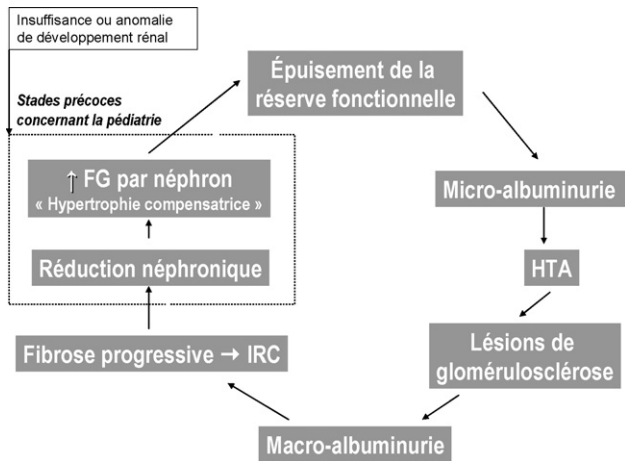 Insuffisance ou anomalie
de développement rénal
Stades précoces
concernant la pédiatrie
Épuisement de la
réserve fonctionnelle
↑ FG par néphron
« Hypertrophie compensatrice »
Micro-albuminurie
Réduction néphronique
HTA
Fibrose progressive → IRC
Lésions de
glomérulosclérose
Macro-albuminurie